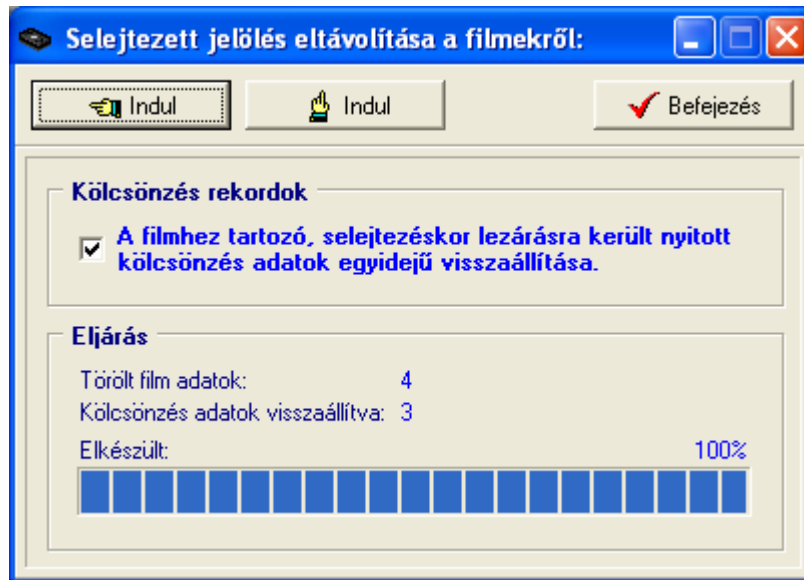 Selejtezett jelölés eltávolítása a filmekről:
Indul
Indul
Befejezés
Kölcsönzés rekordok
A filmhez tartozó, selejtezéskor lezárásra került nyitott
kölcsönzés adatok egyidejű visszaállítása.
Eljárás
Törölt film adatok: 4
Kölcsönzés adatok visszaállítva: 3
Elkészült: 100%